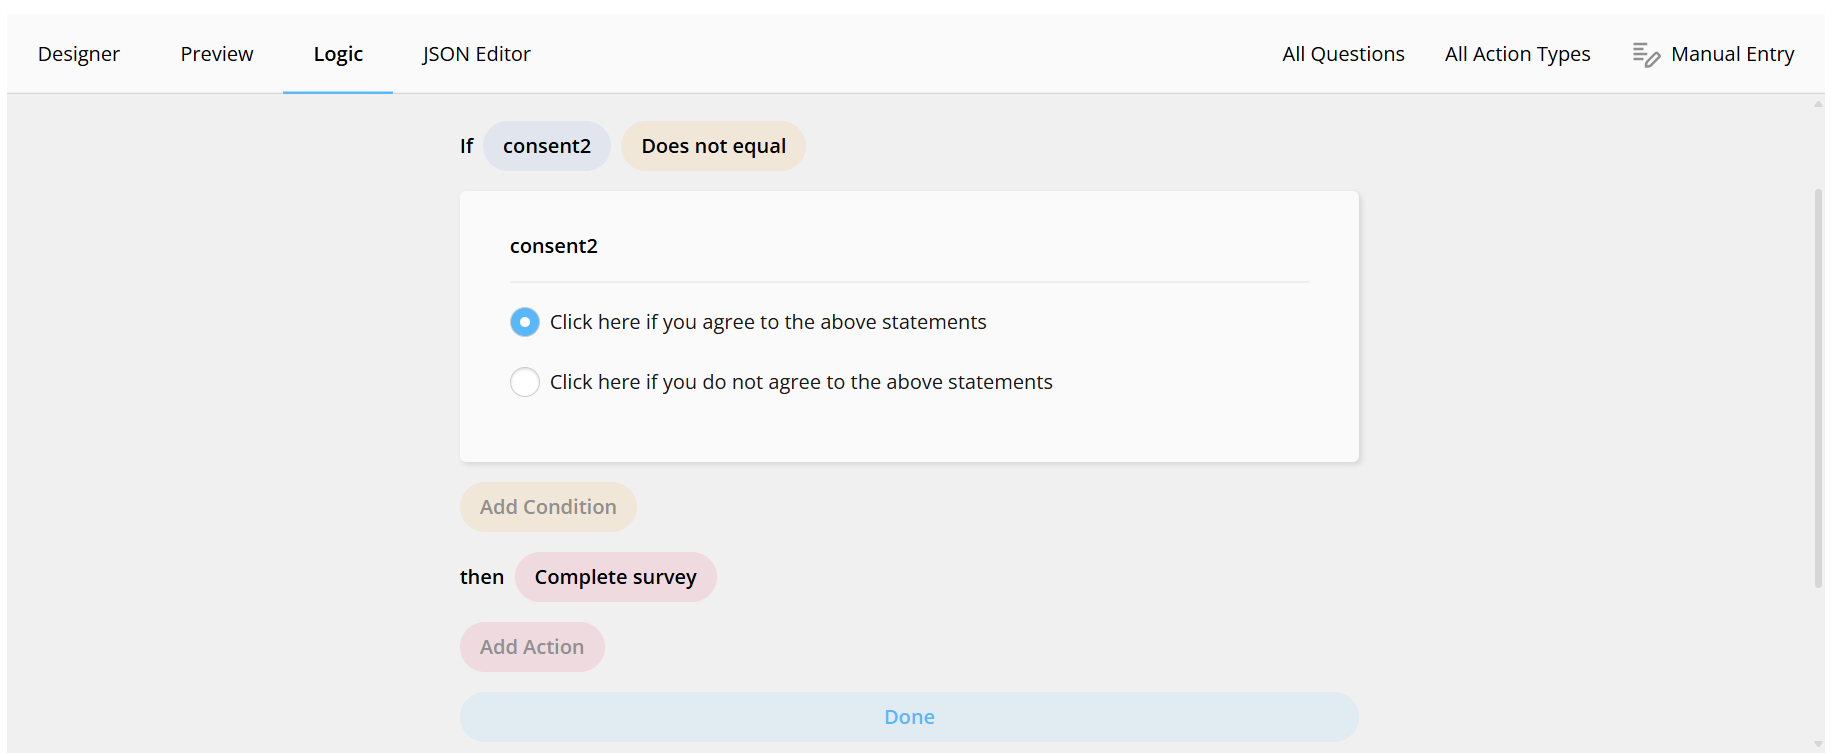 Designer Preview Logic JSON Editor All Questions All Action Types Manual Entry
If consent2 Does not equal
consent2
Click here if you agree to the above statements
Click here if you do not agree to the above statements
Add Condition
then Complete survey
Add Action
Done